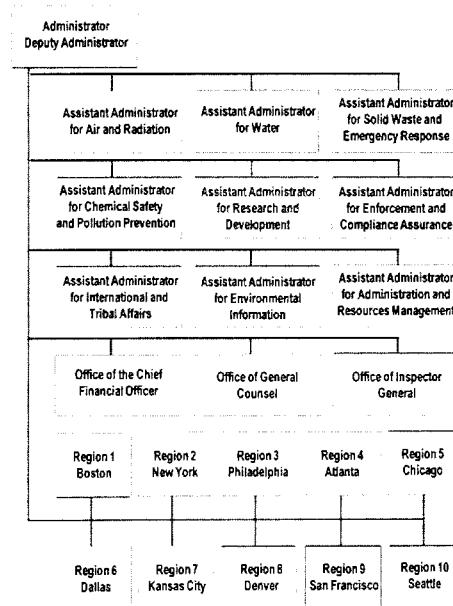 Administrator
Deputy Administrator
Assistant Administrator
for Air and Radiation
Assistant Administrator
for Water
Assistant Administrator
for Solid Waste and
Emergency Response
Assistant Administrator
for Chemical Safety
and Pollution Prevention
Assistant Administrator
for Research and
Development
Assistant Administrator
for Enforcement and
Compliance Assurance
Assistant Administrator
for International and
Tribal Affairs
Assistant Administrator
for Environmental
Information
Assistant Administrator
for Administration and
Resources Management
Office of the Chief
Financial Officer
Office of General
Counsel
Office of Inspector
General
Region 1
Boston
Region 2
New York
Region 3
Philadelphia
Region 4
Atlanta
Region 5
Chicago
Region 6
Dallas
Region 7
Kansas City
Region 8
Denver
Region 9
San Francisco
Region 10
Seattle